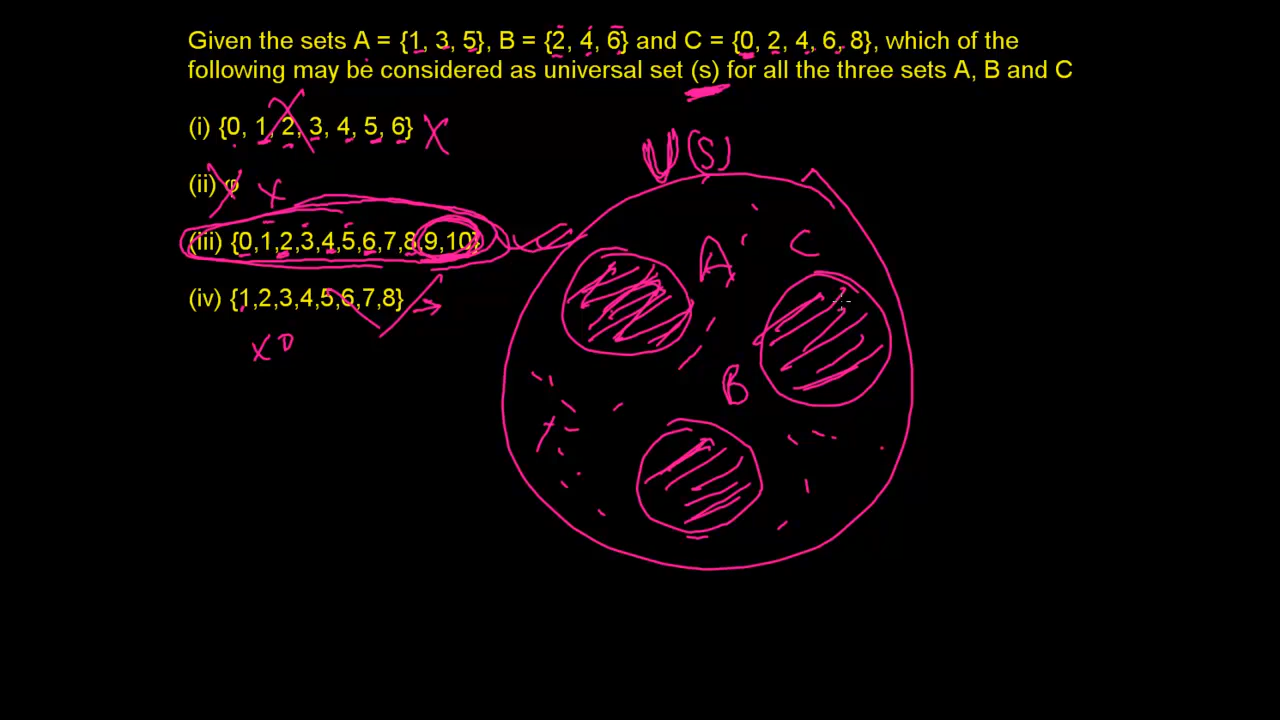 Given the sets A = {1, 3, 5}, B = {2, 4, 6} and C = {0, 2, 4, 6, 8}, which of the
following may be considered as universal set (s) for all the three sets A, B and C
(i) {0, 1, 2, 3, 4, 5, 6} X
U(S)
(ii) φ X
(iii) {0,1,2,3,4,5,6,7,8,9,10}
A C
(iv) {1,2,3,4,5,6,7,8}
X 0
B